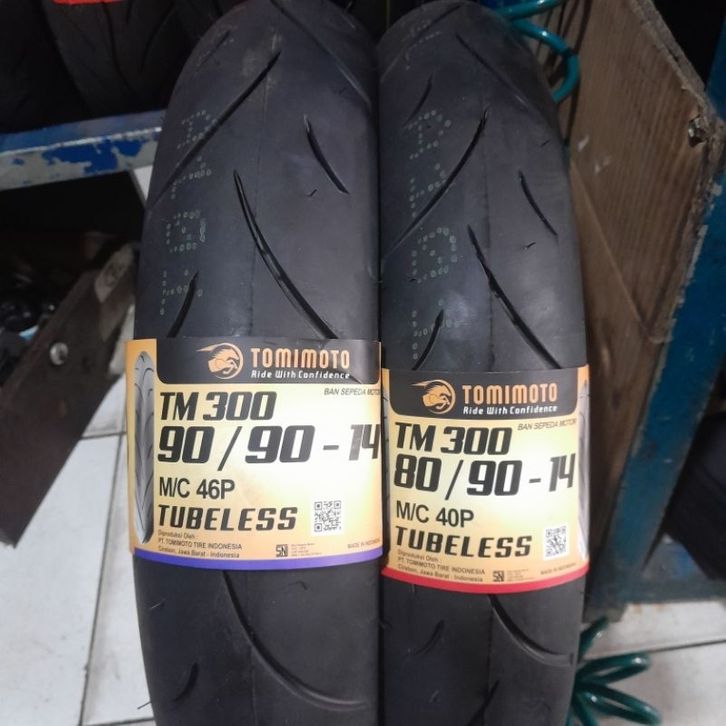 TOMIMOTO
Ride With Confidence
BAN SEPEDA MOTOR
TM 300
90 / 90 - 14
M/C 46P
TUBELESS
Diproduksi Oleh :
PT. TOMIMOTO TIRE INDONESIA
Cirebon, Jawa Barat - Indonesia
SNI
MADE IN INDONESIA
TOMIMOTO
Ride With Confidence
BAN SEPEDA MOTOR
TM 300
80 / 90 - 14
M/C 40P
TUBELESS
Diproduksi Oleh :
PT. TOMIMOTO TIRE INDONESIA
Cirebon, Jawa Barat - Indonesia
SNI
MADE IN INDONESIA